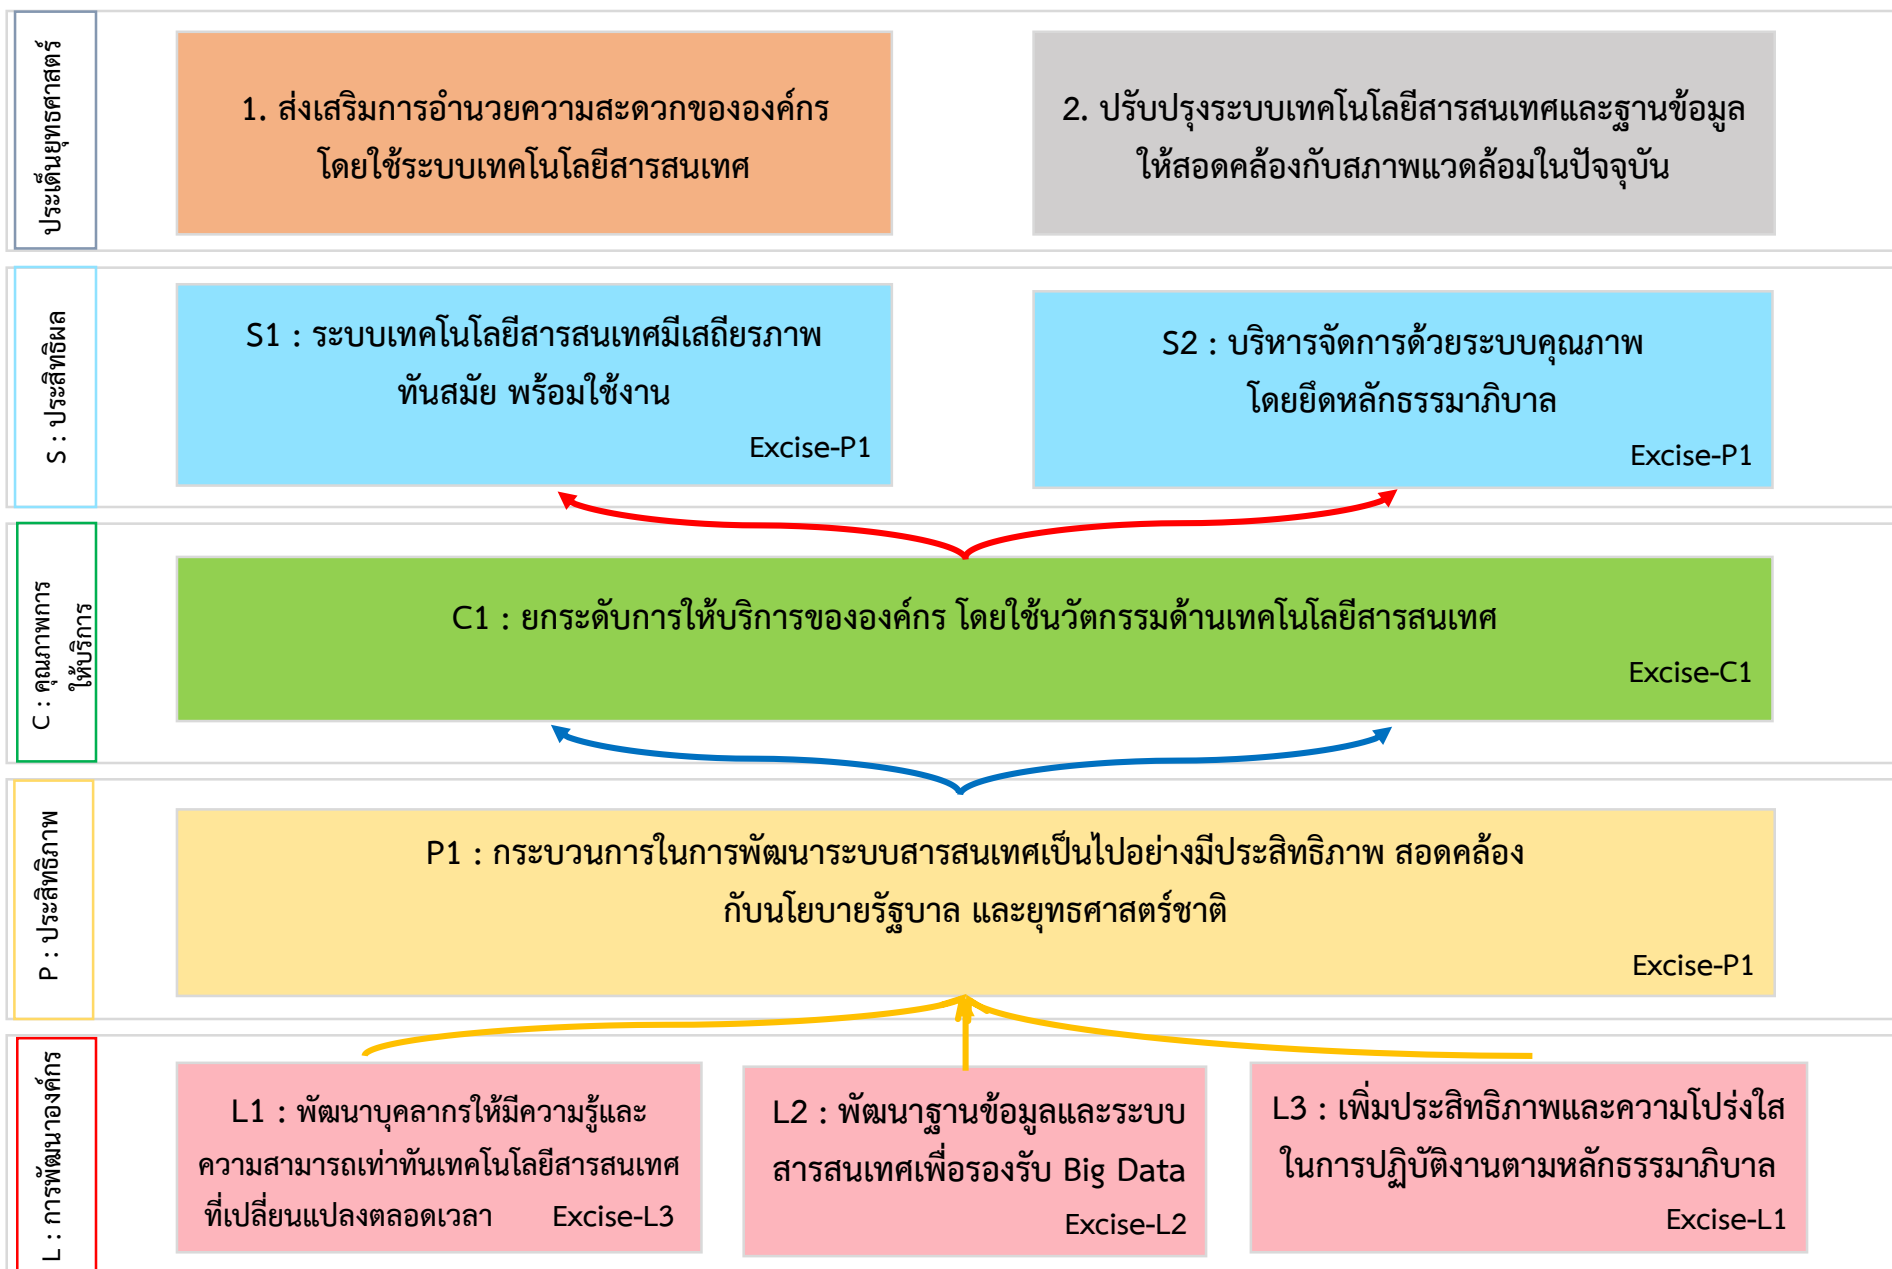 ประเด็นยุทธศาสตร์
1. ส่งเสริมการอำนวยความสะดวกขององค์กร
โดยใช้ระบบเทคโนโลยีสารสนเทศ
2. ปรับปรุงระบบเทคโนโลยีสารสนเทศและฐานข้อมูล
ให้สอดคล้องกับสภาพแวดล้อมในปัจจุบัน
S : ประสิทธิผล
S1 : ระบบเทคโนโลยีสารสนเทศมีเสถียรภาพ
ทันสมัย พร้อมใช้งาน
Excise-P1
S2 : บริหารจัดการด้วยระบบคุณภาพ
โดยยึดหลักธรรมาภิบาล
Excise-P1
C : คุณภาพการ
ให้บริการ
C1 : ยกระดับการให้บริการขององค์กร โดยใช้นวัตกรรมด้านเทคโนโลยีสารสนเทศ
Excise-C1
P : ประสิทธิภาพ
P1 : กระบวนการในการพัฒนาระบบสารสนเทศเป็นไปอย่างมีประสิทธิภาพ สอดคล้อง
กับนโยบายรัฐบาล และยุทธศาสตร์ชาติ
Excise-P1
L : การพัฒนาองค์กร
L1 : พัฒนาบุคลากรให้มีความรู้และ
ความสามารถเท่าทันเทคโนโลยีสารสนเทศ
ที่เปลี่ยนแปลงตลอดเวลา Excise-L3
L2 : พัฒนาฐานข้อมูลและระบบ
สารสนเทศเพื่อรองรับ Big Data
Excise-L2
L3 : เพิ่มประสิทธิภาพและความโปร่งใส
ในการปฏิบัติงานตามหลักธรรมาภิบาล
Excise-L1